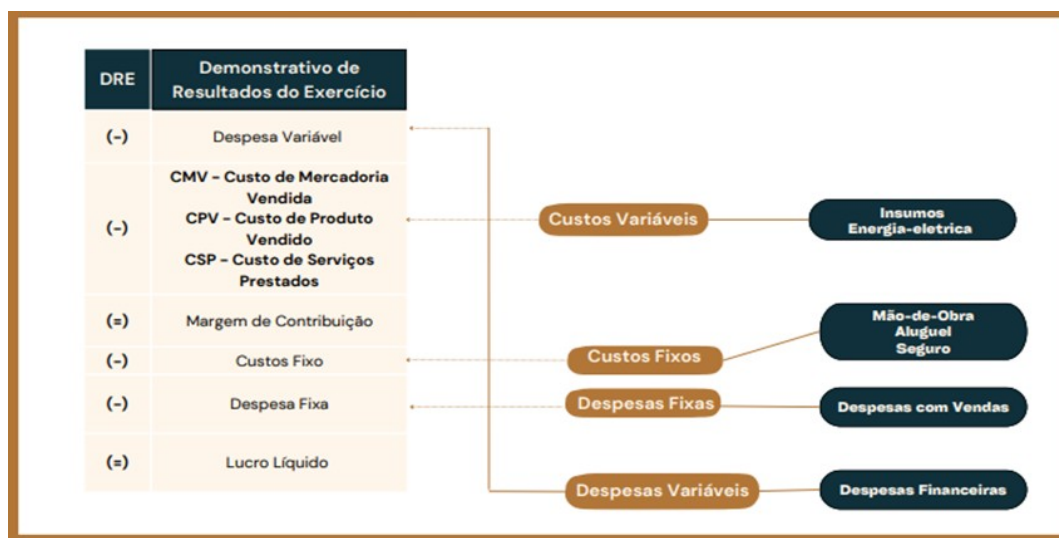 DRE
Demonstrativo de
Resultados do Exercício
(-)
Despesa Variável
(-)
CMV - Custo de Mercadoria
Vendida
CPV - Custo de Produto
Vendido
CSP - Custo de Serviços
Prestados
(=)
Margem de Contribuição
(-)
Custos Fixo
(-)
Despesa Fixa
(=)
Lucro Líquido
Custos Variáveis
Insumos
Energia-eletrica
Custos Fixos
Mão-de-Obra
Aluguel
Seguro
Despesas Fixas
Despesas com Vendas
Despesas Variáveis
Despesas Financeiras